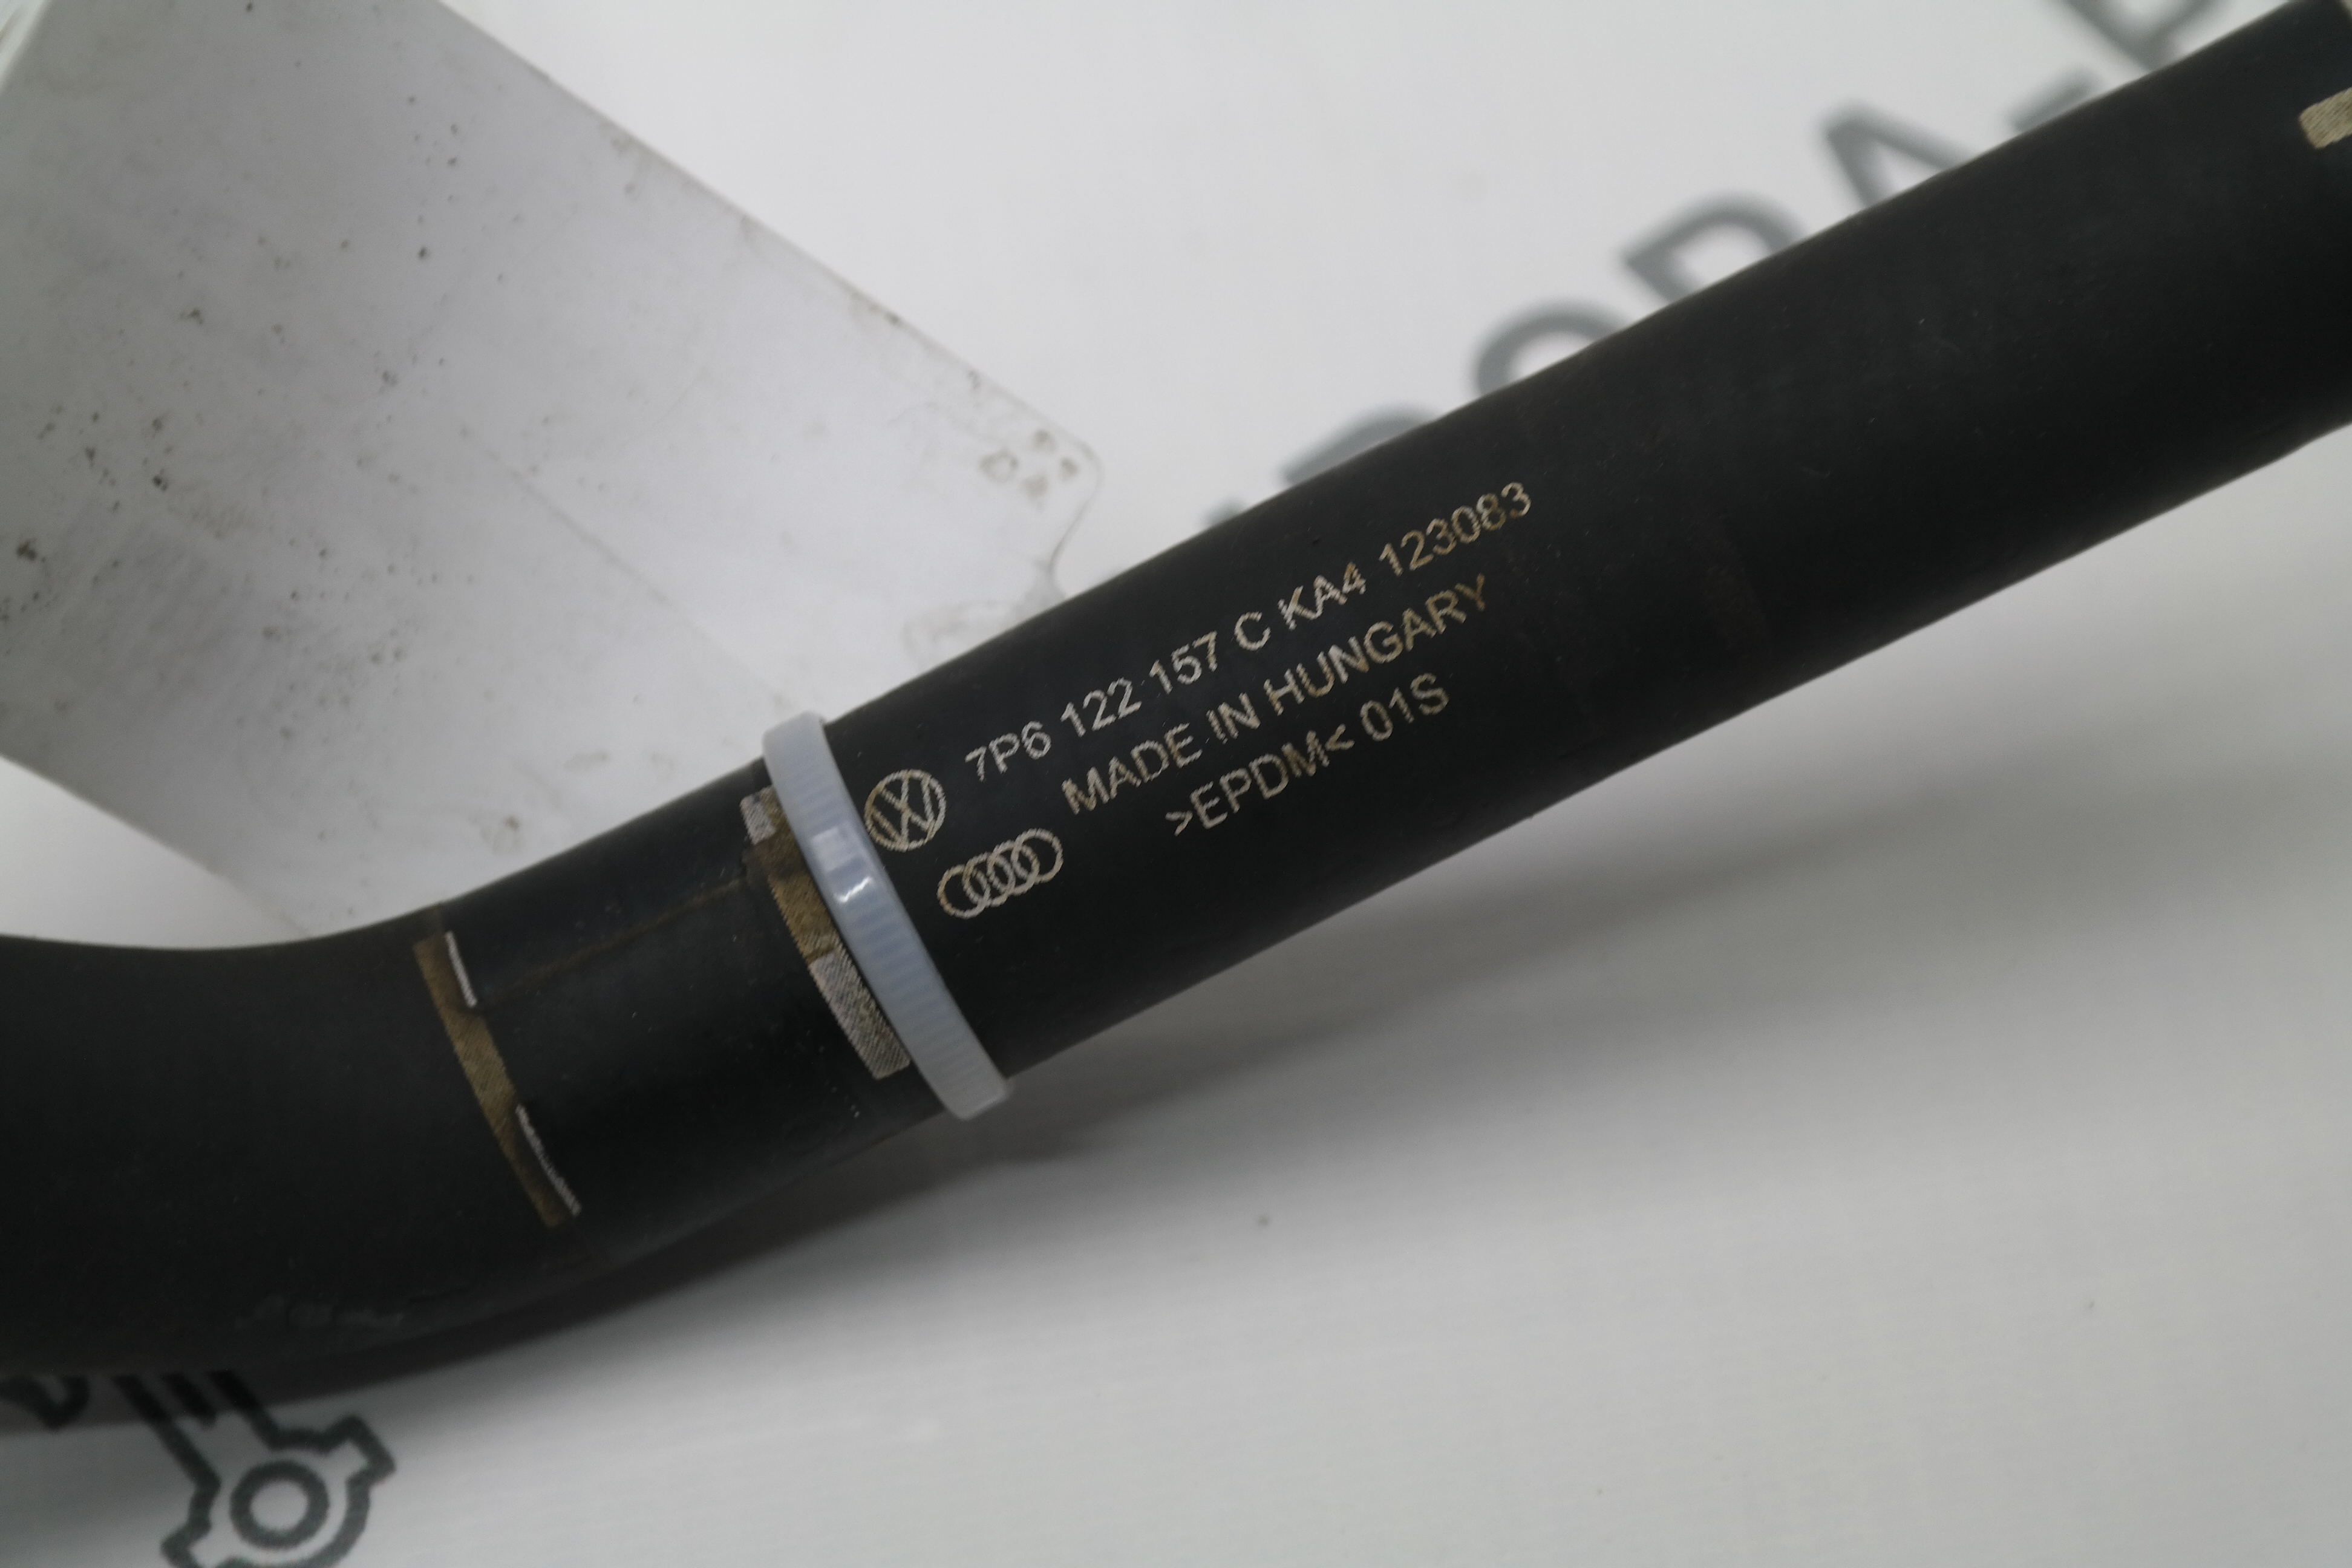 7P6 122 157 C KA4 123083
MADE IN HUNGARY
>EPDM< 01S